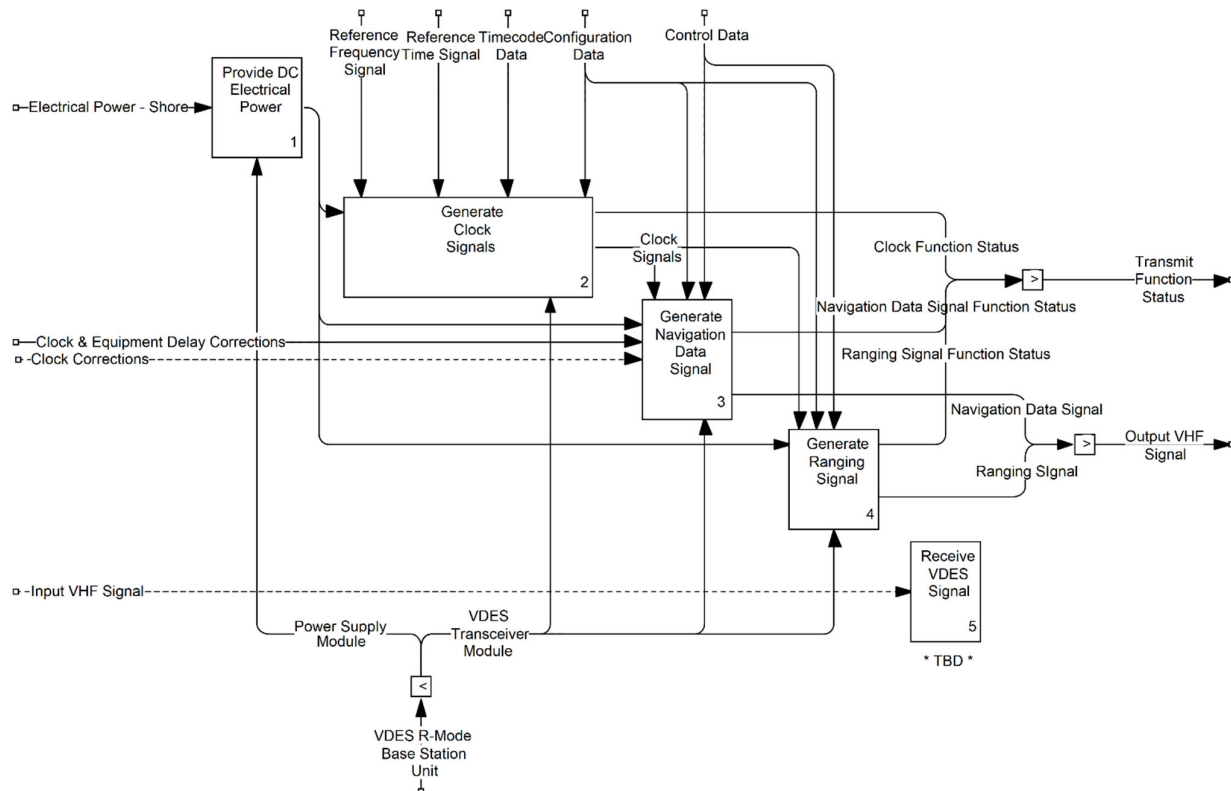 Reference
Frequency
Signal
Reference
Time Signal
Timecode
Data
Configuration
Data
Control Data
Provide DC
Electrical
Power
1
Electrical Power - Shore
Generate
Clock
Signals
2
Clock
Signals
Clock Function Status
Transmit
Function
Status
>
Navigation Data Signal Function Status
Generate
Navigation
Data
Signal
3
Clock & Equipment Delay Corrections
Clock Corrections
Ranging Signal Function Status
Navigation Data Signal
Generate
Ranging
Signal
4
>
Output VHF
Signal
Ranging SIgnal
Receive
VDES
Signal
5
* TBD *
Input VHF Signal
Power Supply
Module
VDES
Transceiver
Module
<
VDES R-Mode
Base Station
Unit